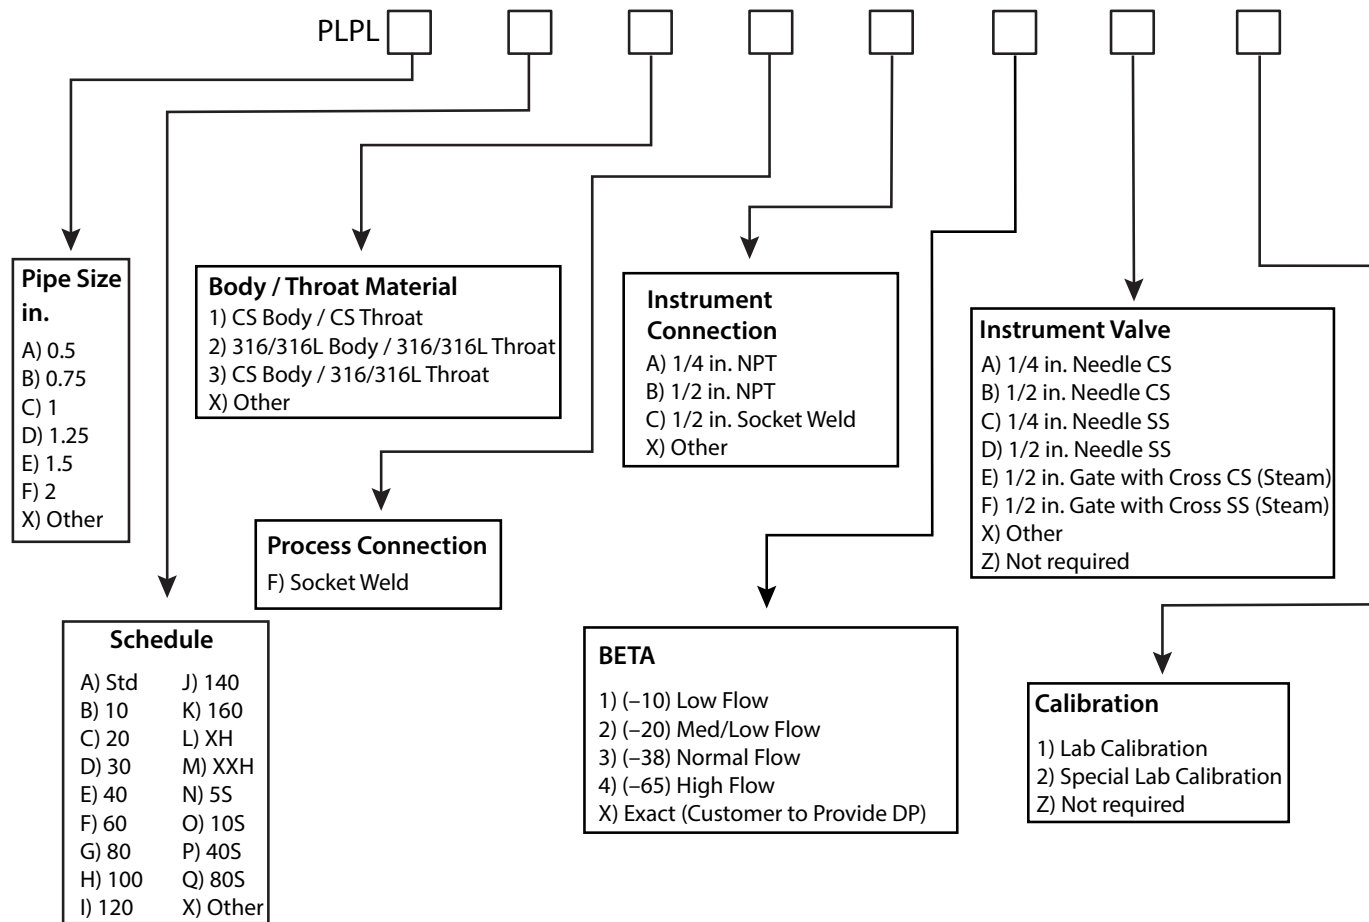 PLPL
Pipe Size
in.
A) 0.5
B) 0.75
C) 1
D) 1.25
E) 1.5
F) 2
X) Other
Body / Throat Material
1) CS Body / CS Throat
2) 316/316L Body / 316/316L Throat
3) CS Body / 316/316L Throat
X) Other
Instrument
Connection
A) 1/4 in. NPT
B) 1/2 in. NPT
C) 1/2 in. Socket Weld
X) Other
Instrument Valve
A) 1/4 in. Needle CS
B) 1/2 in. Needle CS
C) 1/4 in. Needle SS
D) 1/2 in. Needle SS
E) 1/2 in. Gate with Cross CS (Steam)
F) 1/2 in. Gate with Cross SS (Steam)
X) Other
Z) Not required
Process Connection
F) Socket Weld
Schedule
A) Std
B) 10
C) 20
D) 30
E) 40
F) 60
G) 80
H) 100
I) 120
J) 140
K) 160
L) XH
M) XXH
N) 5S
O) 10S
P) 40S
Q) 80S
X) Other
BETA
1) (–10) Low Flow
2) (–20) Med/Low Flow
3) (–38) Normal Flow
4) (–65) High Flow
X) Exact (Customer to Provide DP)
Calibration
1) Lab Calibration
2) Special Lab Calibration
Z) Not required